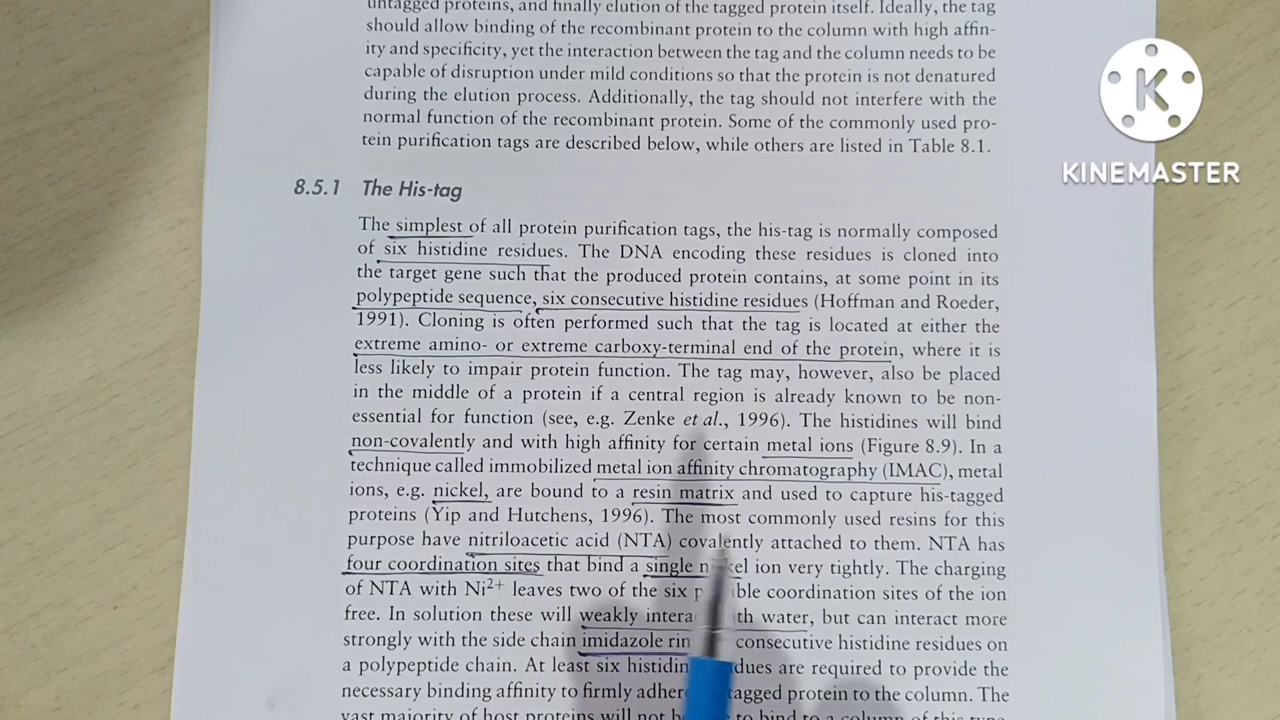 untagged proteins, and finally elution of the tagged protein itself. Ideally, the tag
should allow binding of the recombinant protein to the column with high affin-
ity and specificity, yet the interaction between the tag and the column needs to be
capable of disruption under mild conditions so that the protein is not denatured
during the elution process. Additionally, the tag should not interfere with the
normal function of the recombinant protein. Some of the commonly used pro-
tein purification tags are described below, while others are listed in Table 8.1.
K
KINEMASTER
8.5.1 The His-tag
The simplest of all protein purification tags, the his-tag is normally composed
of six histidine residues. The DNA encoding these residues is cloned into
the target gene such that the produced protein contains, at some point in its
polypeptide sequence, six consecutive histidine residues (Hoffman and Roeder,
1991). Cloning is often performed such that the tag is located at either the
extreme amino- or extreme carboxy-terminal end of the protein, where it is
less likely to impair protein function. The tag may, however, also be placed
in the middle of a protein if a central region is already known to be non-
essential for function (see, e.g. Zenke et al., 1996). The histidines will bind
non-covalently and with high affinity for certain metal ions (Figure 8.9). In a
technique called immobilized metal ion affinity chromatography (IMAC), metal
ions, e.g. nickel, are bound to a resin matrix and used to capture his-tagged
proteins (Yip and Hutchens, 1996). The most commonly used resins for this
purpose have nitriloacetic acid (NTA) covalently attached to them. NTA has
four coordination sites that bind a single ion very tightly. The charging
of NTA with Ni²⁺ leaves two of the six coordination sites of the ion
free. In solution these will weakly water, but can interact more
strongly with the side chain imidazole consecutive histidine residues on
a polypeptide chain. At least six are required to provide the
necessary binding affinity to firmly tagged protein to the column. The
vast majority of host proteins will not to bind to a column of this type